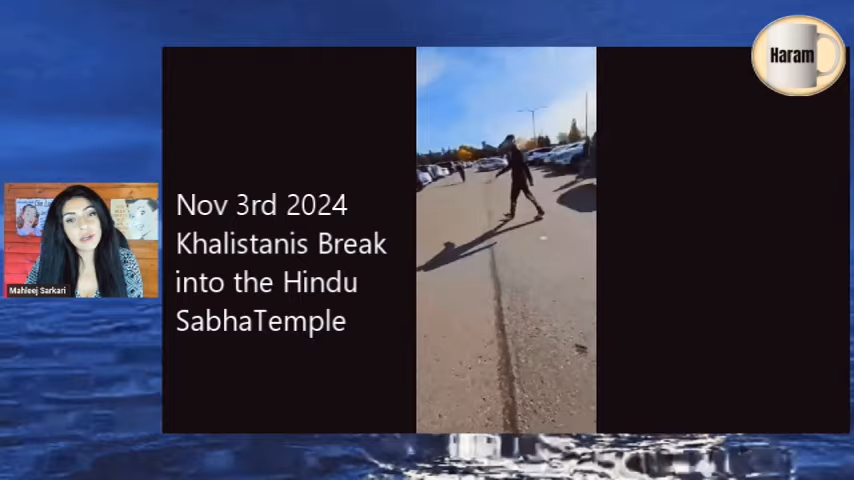 Haram
Nov 3rd 2024
Khalistanis Break
into the Hindu
SabhaTemple
Mahleej Sarkari